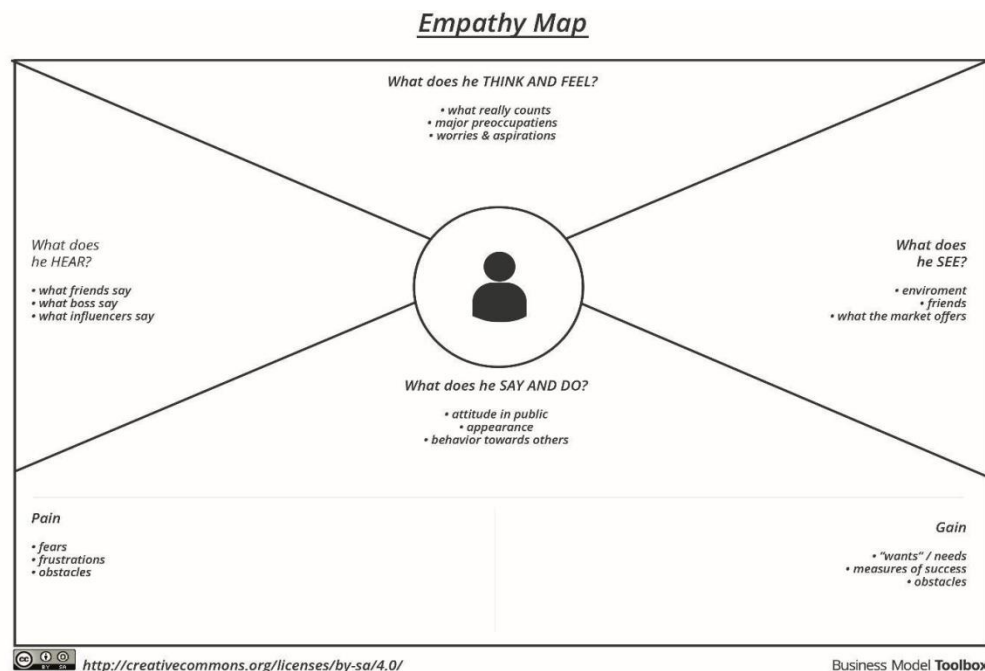 Empathy Map
What does he THINK AND FEEL?
• what really counts
• major preoccupatiens
• worries & aspirations
What does
he HEAR?
• what friends say
• what boss say
• what influencers say
What does
he SEE?
• enviroment
• friends
• what the market offers
What does he SAY AND DO?
• attitude in public
• appearance
• behavior towards others
Pain
• fears
• frustrations
• obstacles
Gain
• "wants" / needs
• measures of success
• obstacles
cc BY SA
http://creativecommons.org/licenses/by-sa/4.0/
Business Model Toolbox